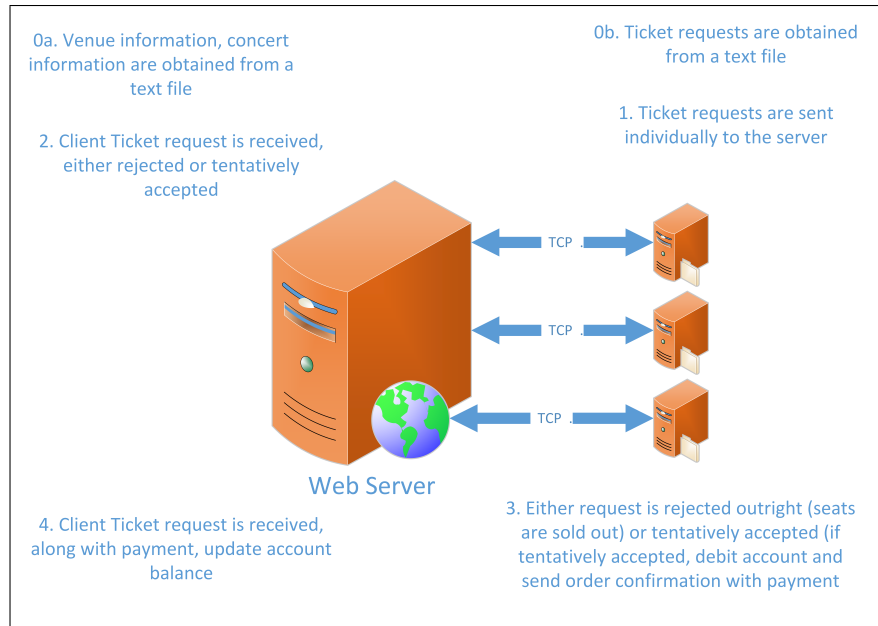 0a. Venue information, concert
information are obtained from a
text file
0b. Ticket requests are obtained
from a text file
1. Ticket requests are sent
individually to the server
2. Client Ticket request is received,
either rejected or tentatively
accepted
TCP .
TCP .
TCP .
Web Server
3. Either request is rejected outright (seats
are sold out) or tentatively accepted (if
tentatively accepted, debit account and
send order confirmation with payment
4. Client Ticket request is received,
along with payment, update account
balance